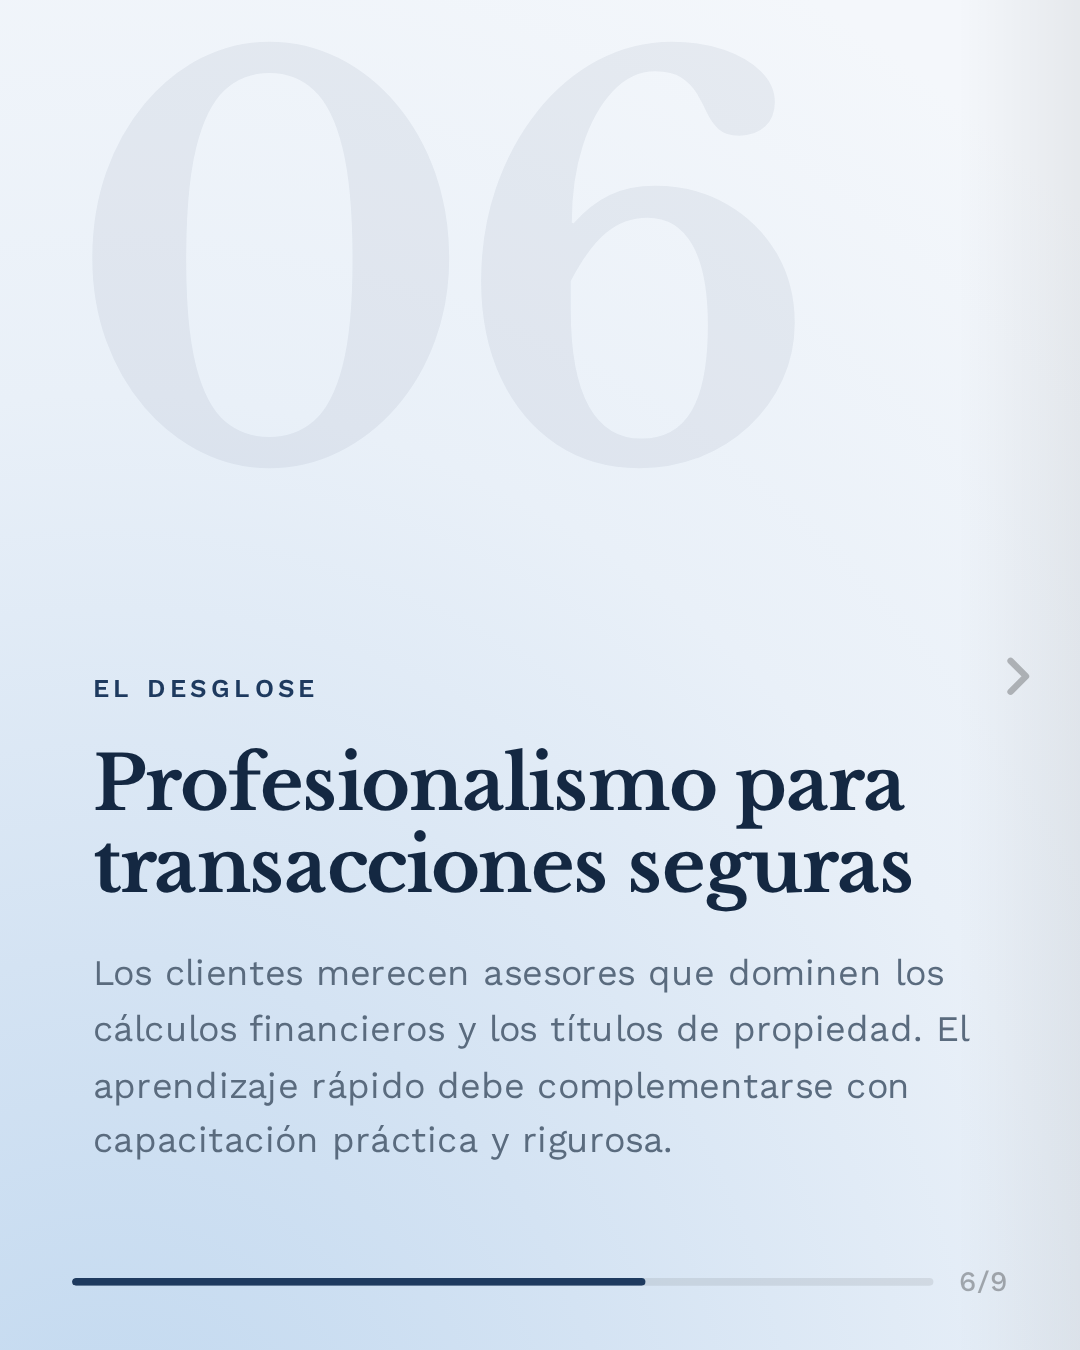 06
EL DESGLOSE
Profesionalismo para
transacciones seguras
Los clientes merecen asesores que dominen los
cálculos financieros y los títulos de propiedad. El
aprendizaje rápido debe complementarse con
capacitación práctica y rigurosa.
6/9